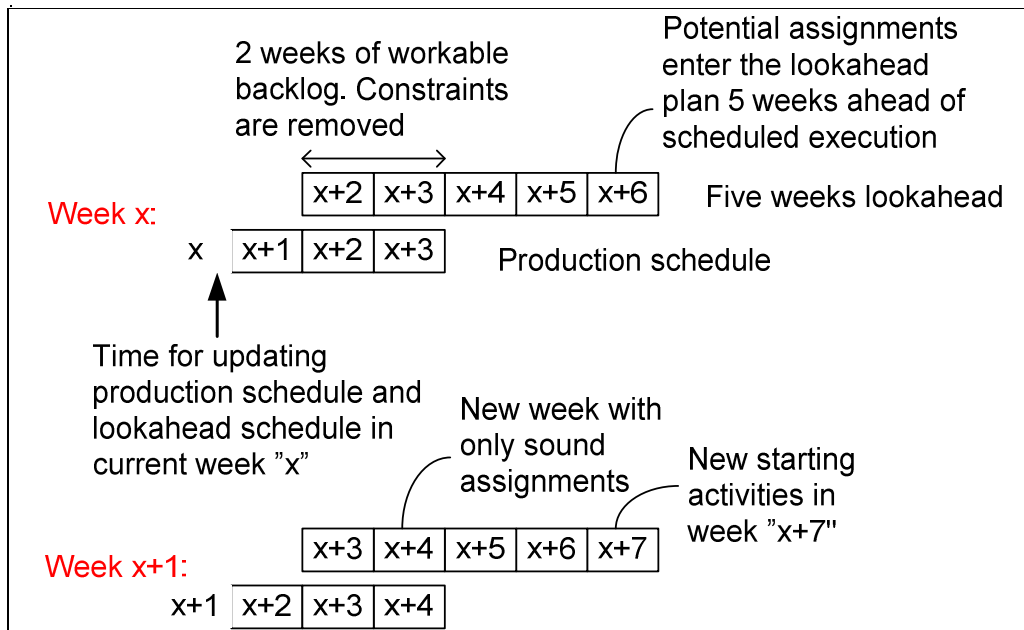 2 weeks of workable
backlog. Constraints
are removed
Potential assignments
enter the lookahead
plan 5 weeks ahead of
scheduled execution
x+2 x+3 x+4 x+5 x+6
Five weeks lookahead
Week x:
x x+1 x+2 x+3
Production schedule
Time for updating
production schedule and
lookahead schedule in
current week ”x”
New week with
only sound
assignments
New starting
activities in
week ”x+7"
x+3 x+4 x+5 x+6 x+7
Week x+1:
x+1 x+2 x+3 x+4